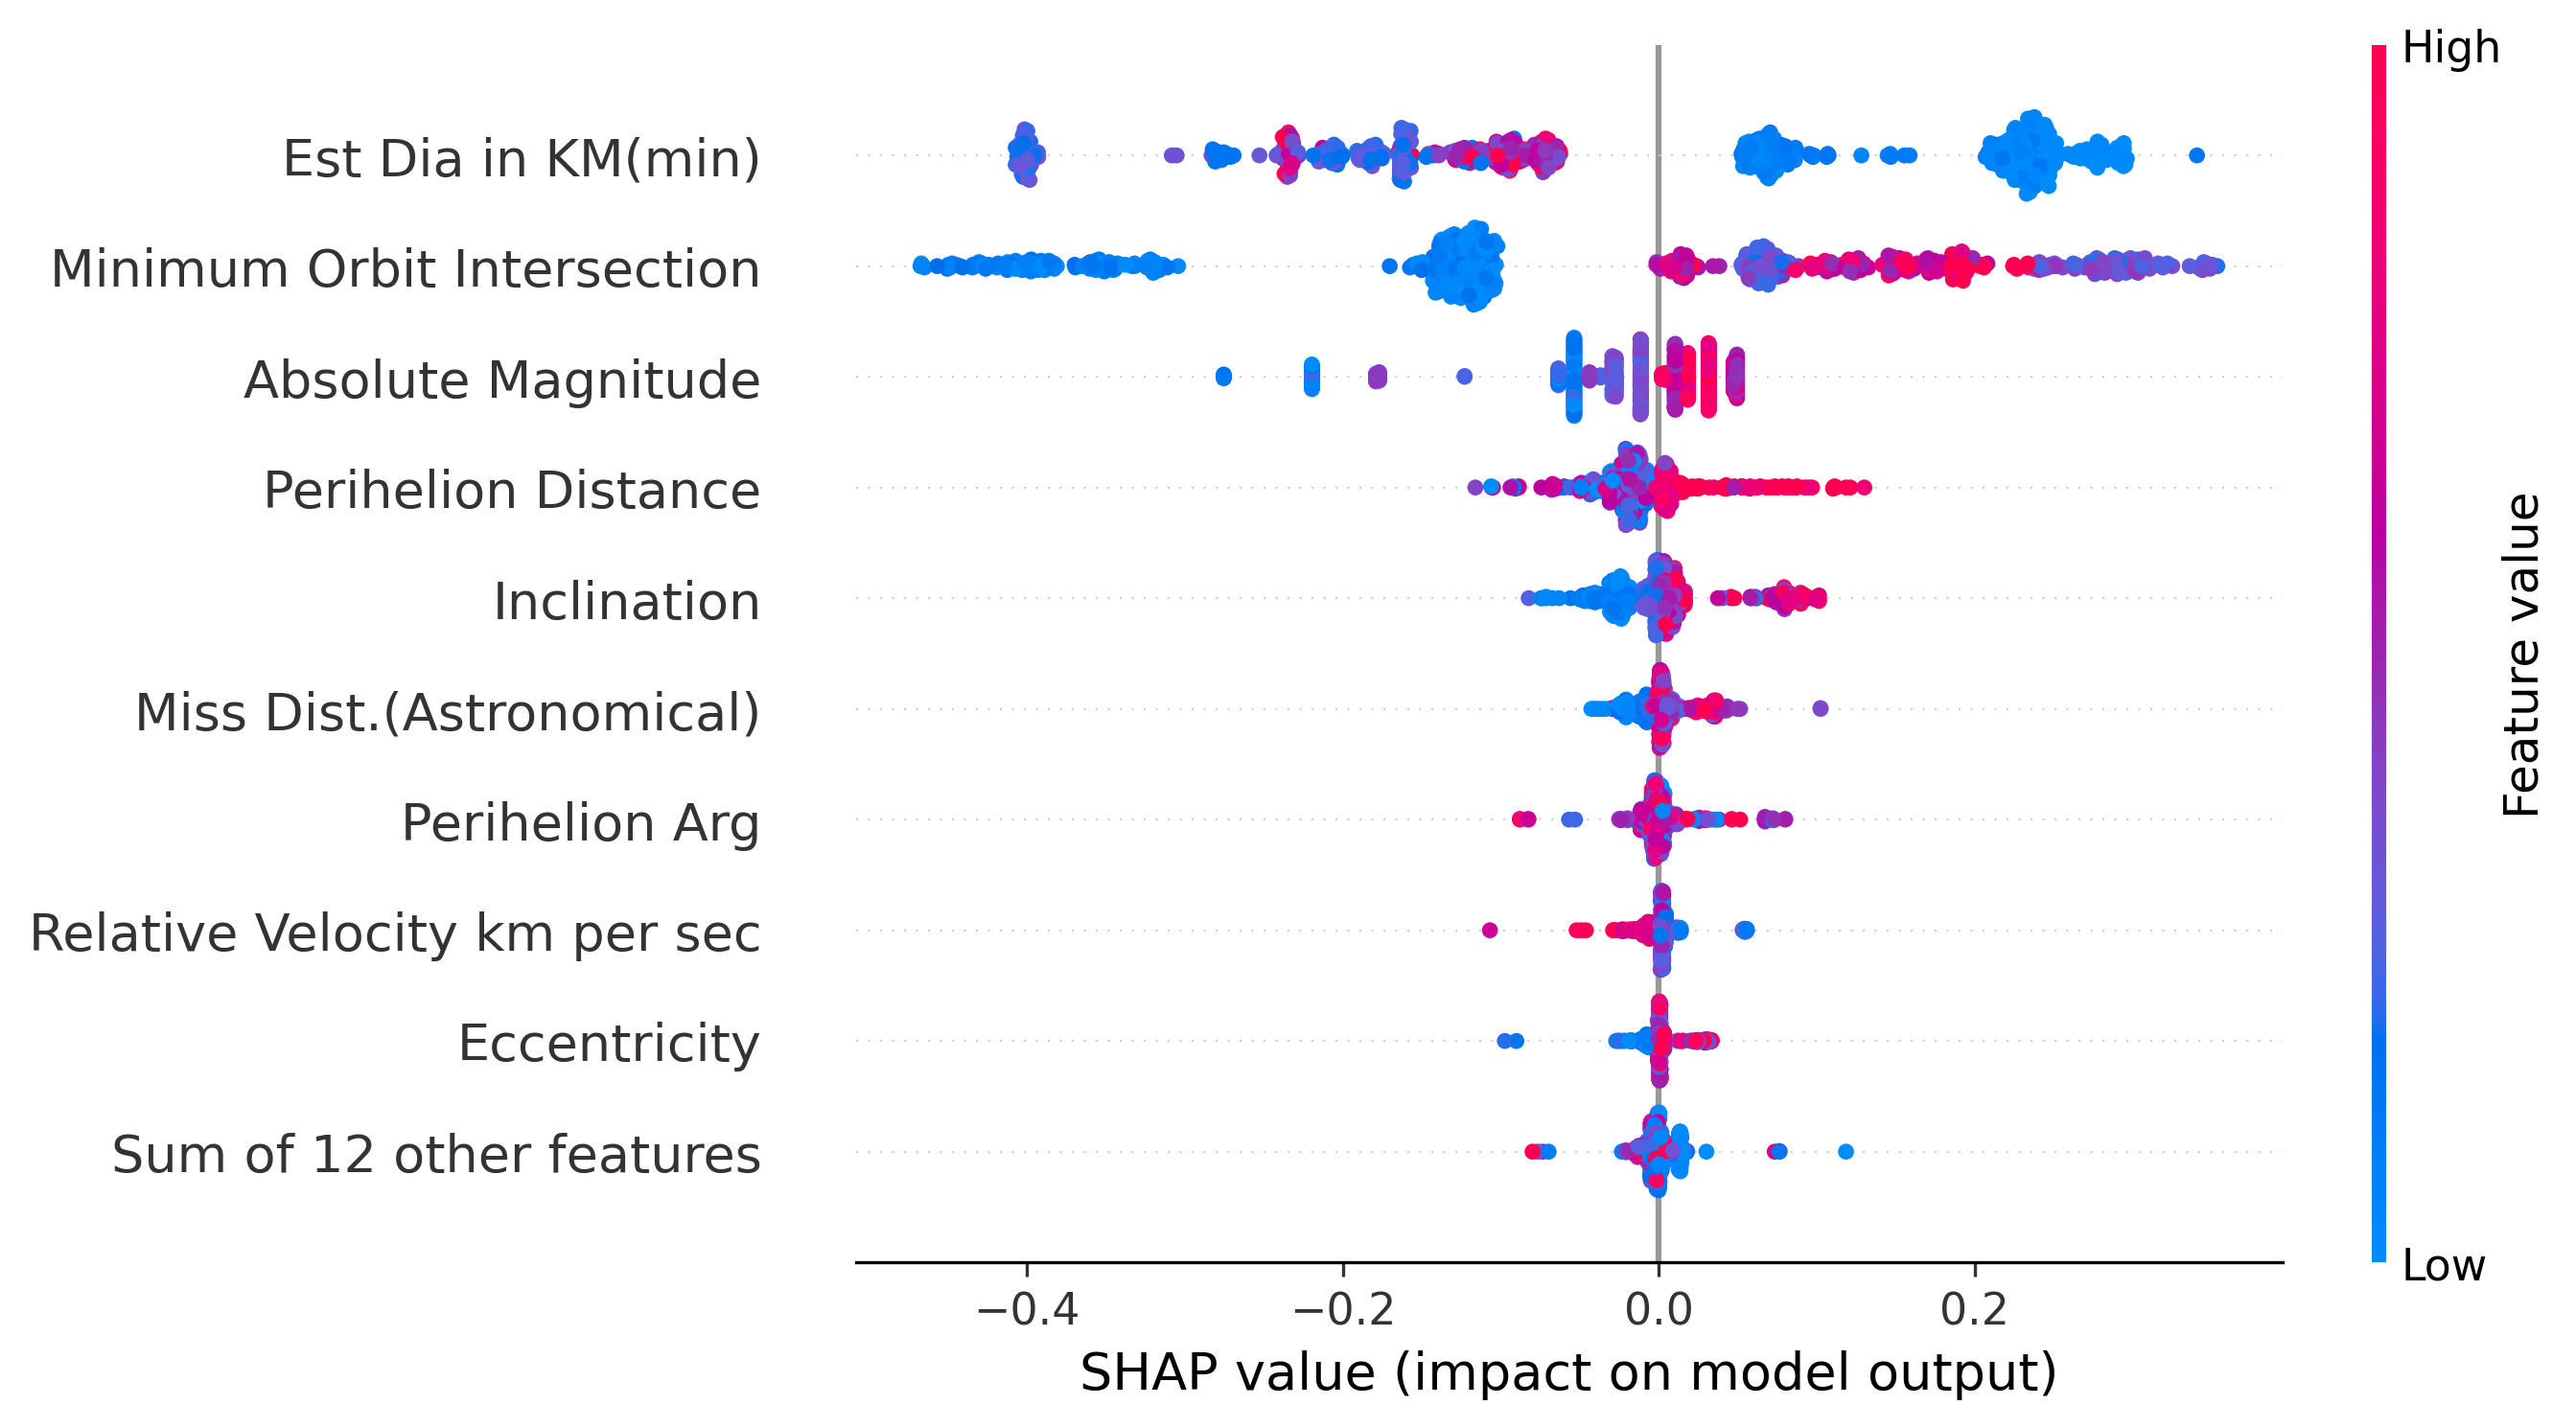 High
Est Dia in KM(min)
Minimum Orbit Intersection
Absolute Magnitude
Perihelion Distance
Inclination
Miss Dist.(Astronomical)
Perihelion Arg
Relative Velocity km per sec
Eccentricity
Sum of 12 other features
Feature value
Low
−0.4 −0.2 0.0 0.2
SHAP value (impact on model output)